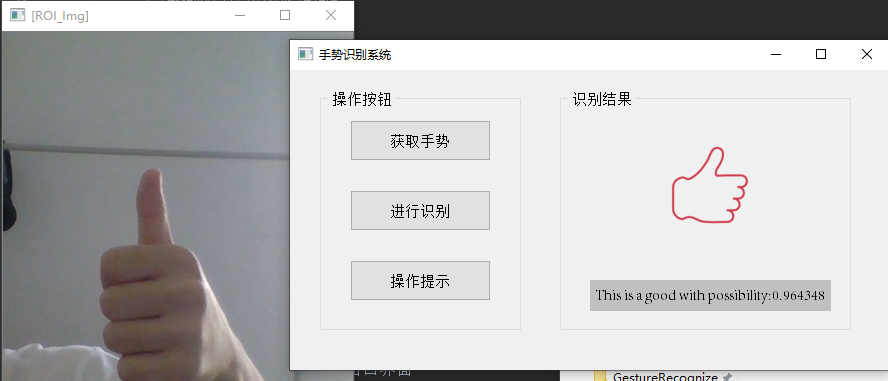 [ROI_Img]
手势识别系统
操作按钮
获取手势
进行识别
操作提示
识别结果
This is a good with possibility:0.964348
GestureRecognize